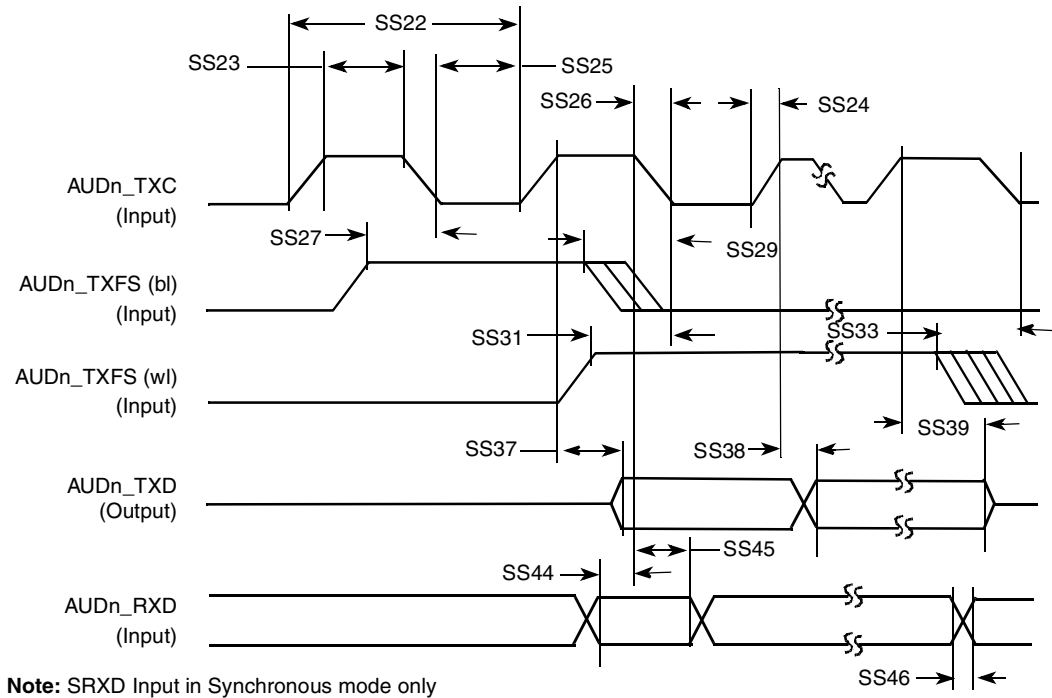 SS22
SS23
SS25
SS26
SS24
AUDn_TXC
(Input)
SS27
SS29
AUDn_TXFS (bl)
(Input)
SS31
SS33
AUDn_TXFS (wl)
(Input)
SS39
SS37
SS38
AUDn_TXD
(Output)
SS45
SS44
AUDn_RXD
(Input)
SS46
Note: SRXD Input in Synchronous mode only